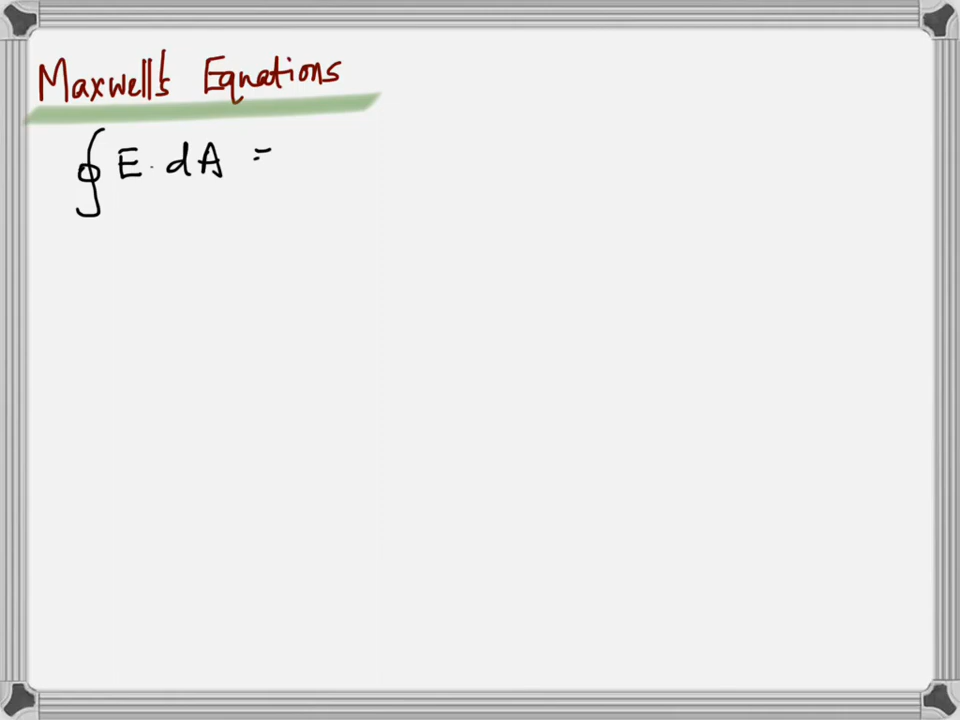 Maxwell's Equations
∮ E · dA =